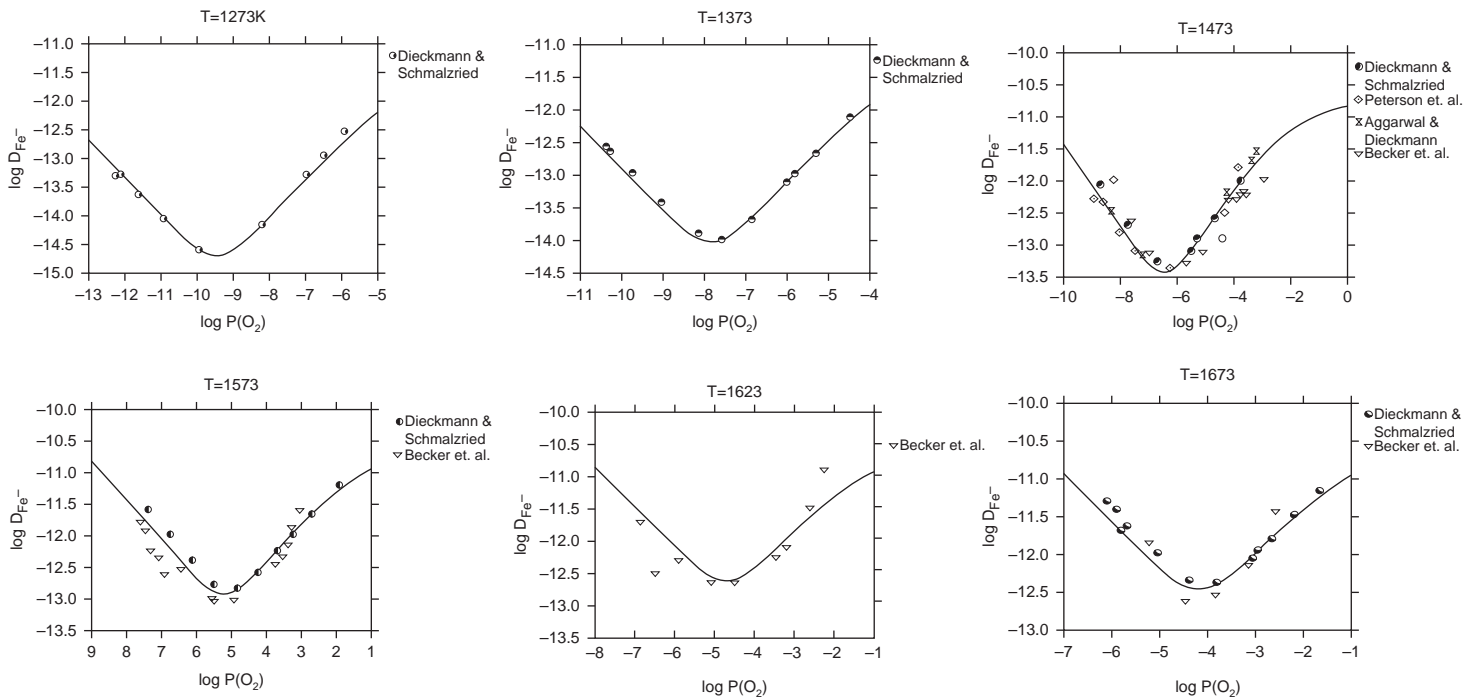 T=1273K
−11.0
−11.5
−12.0
−12.5
−13.0
−13.5
−14.0
−14.5
−15.0
log D_Fe−
−13 −12 −11 −10 −9 −8 −7 −6 −5
log P(O2)
Dieckmann &
Schmalzried
T=1373
−11.0
−11.5
−12.0
−12.5
−13.0
−13.5
−14.0
−14.5
log D_Fe−
−11 −10 −9 −8 −7 −6 −5 −4
log P(O2)
Dieckmann &
Schmalzried
T=1473
−10.0
−10.5
−11.0
−11.5
−12.0
−12.5
−13.0
−13.5
log D_Fe−
−10 −8 −6 −4 −2 0
log P(O2)
Dieckmann &
Schmalzried
Peterson et. al.
Aggarwal &
Dieckmann
Becker et. al.
T=1573
−10.0
−10.5
−11.0
−11.5
−12.0
−12.5
−13.0
−13.5
log D_Fe−
9 8 7 6 5 4 3 2 1
log P(O2)
Dieckmann &
Schmalzried
Becker et. al.
T=1623
−10.0
−10.5
−11.0
−11.5
−12.0
−12.5
−13.0
−13.5
log D_Fe−
−8 −7 −6 −5 −4 −3 −2 −1
log P(O2)
Becker et. al.
T=1673
−10.0
−10.5
−11.0
−11.5
−12.0
−12.5
−13.0
log D_Fe−
−7 −6 −5 −4 −3 −2 −1
log P(O2)
Dieckmann &
Schmalzried
Becker et. al.